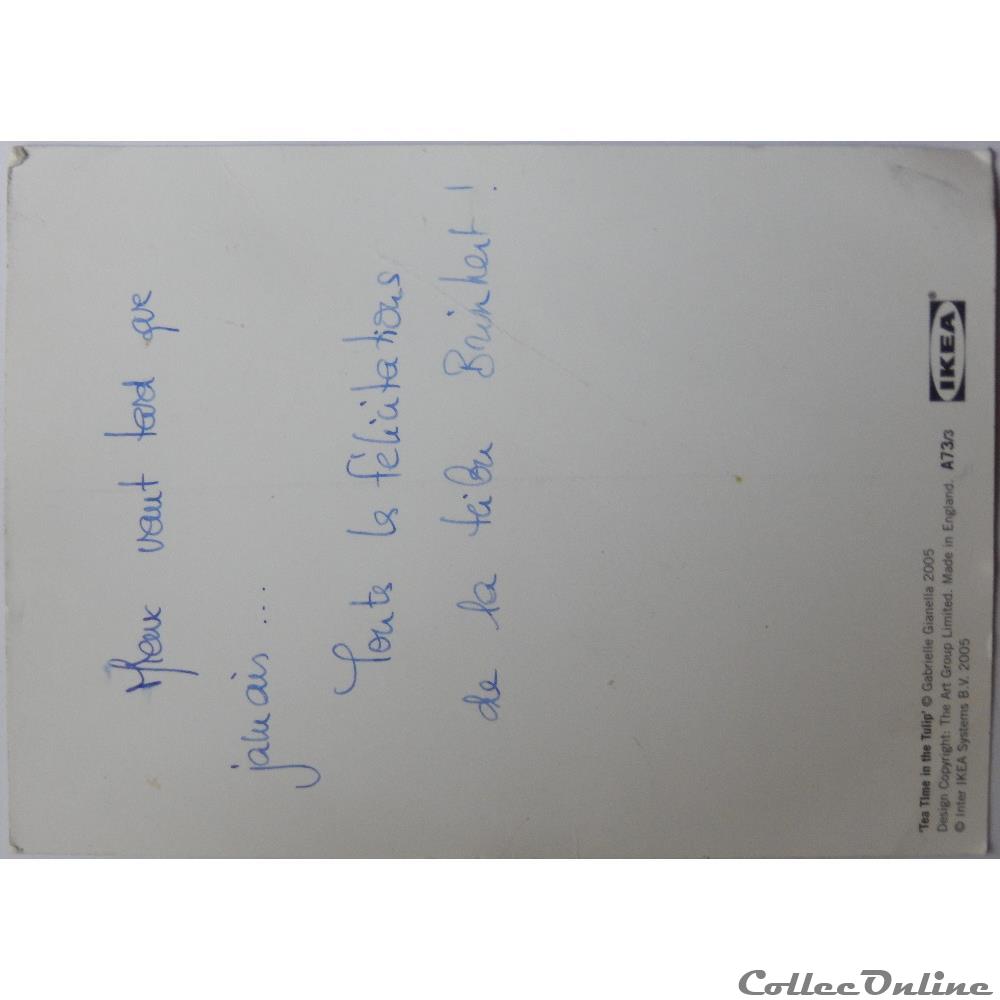 Mieux vaut tard que
jamais...
Toutes les félicitations
de la tribu
'Tea Time in the Tulip' © Gabrielle Gianella 2005
Design Copyright: The Art Group Limited. Made in England. A73/3
© Inter IKEA Systems B.V. 2005
IKEA®
CollecOnline